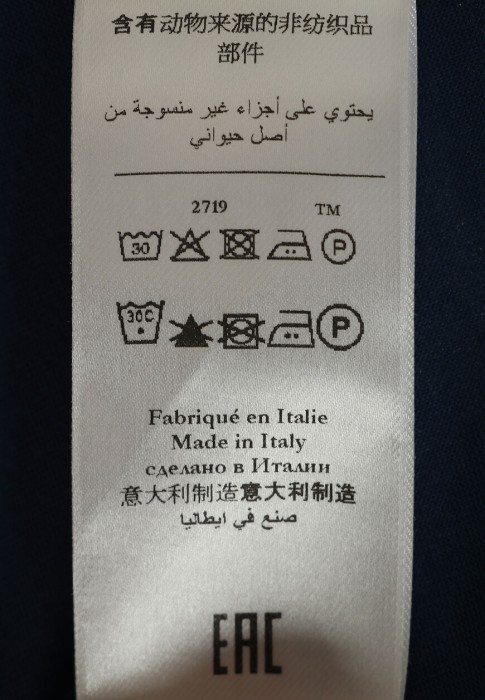 含有动物来源的非纺织品
部件
يحتوي على أجزاء غير منسوجة من
أصل حيواني
2719 TM
30 P
30C P
Fabriqué en Italie
Made in Italy
сделано в Италии
意大利制造意大利制造
صنع في ايطاليا
EAC